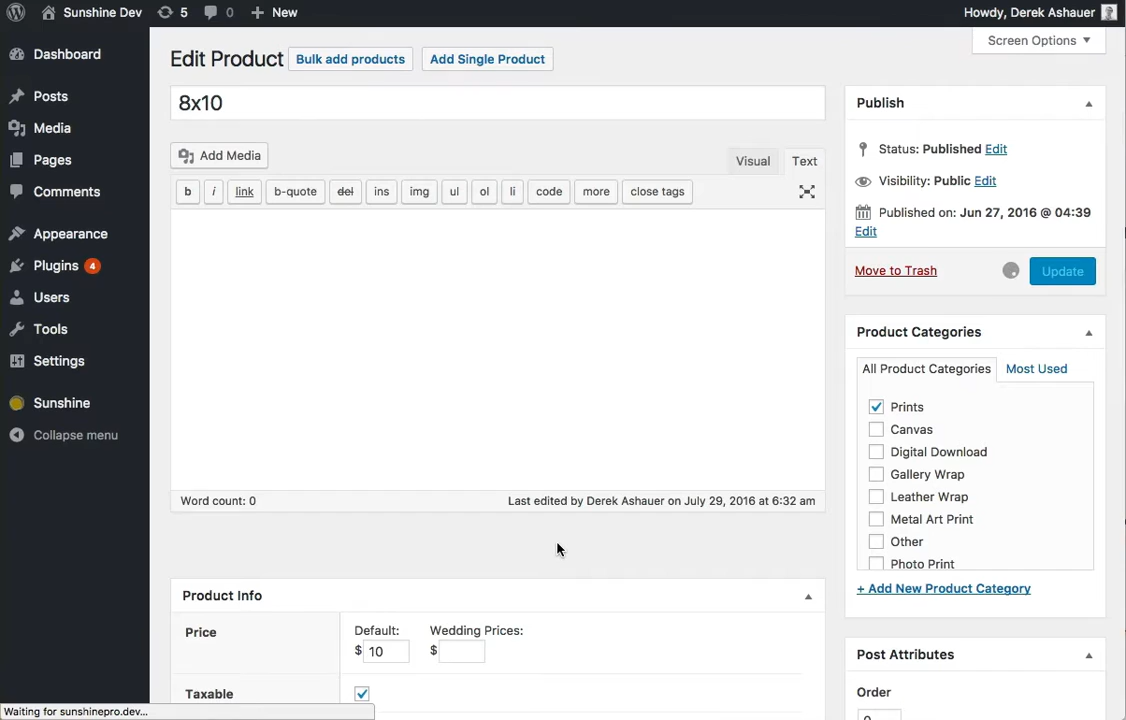 Sunshine Dev 5 0 New Howdy, Derek Ashauer
Screen Options
Dashboard
Posts
Media
Pages
Comments
Appearance
Plugins 4
Users
Tools
Settings
Sunshine
Collapse menu
Edit Product Bulk add products Add Single Product
8x10
Add Media Visual Text
b i link b-quote del ins img ul ol li code more close tags
Word count: 0 Last edited by Derek Ashauer on July 29, 2016 at 6:32 am
Product Info
Price Default: Wedding Prices:
$ 10 $
Taxable
Publish
Status: Published Edit
Visibility: Public Edit
Published on: Jun 27, 2016 @ 04:39
Edit
Move to Trash Update
Product Categories
All Product Categories Most Used
Prints
Canvas
Digital Download
Gallery Wrap
Leather Wrap
Metal Art Print
Other
Photo Print
+ Add New Product Category
Post Attributes
Order
0
Waiting for sunshinepro.dev...